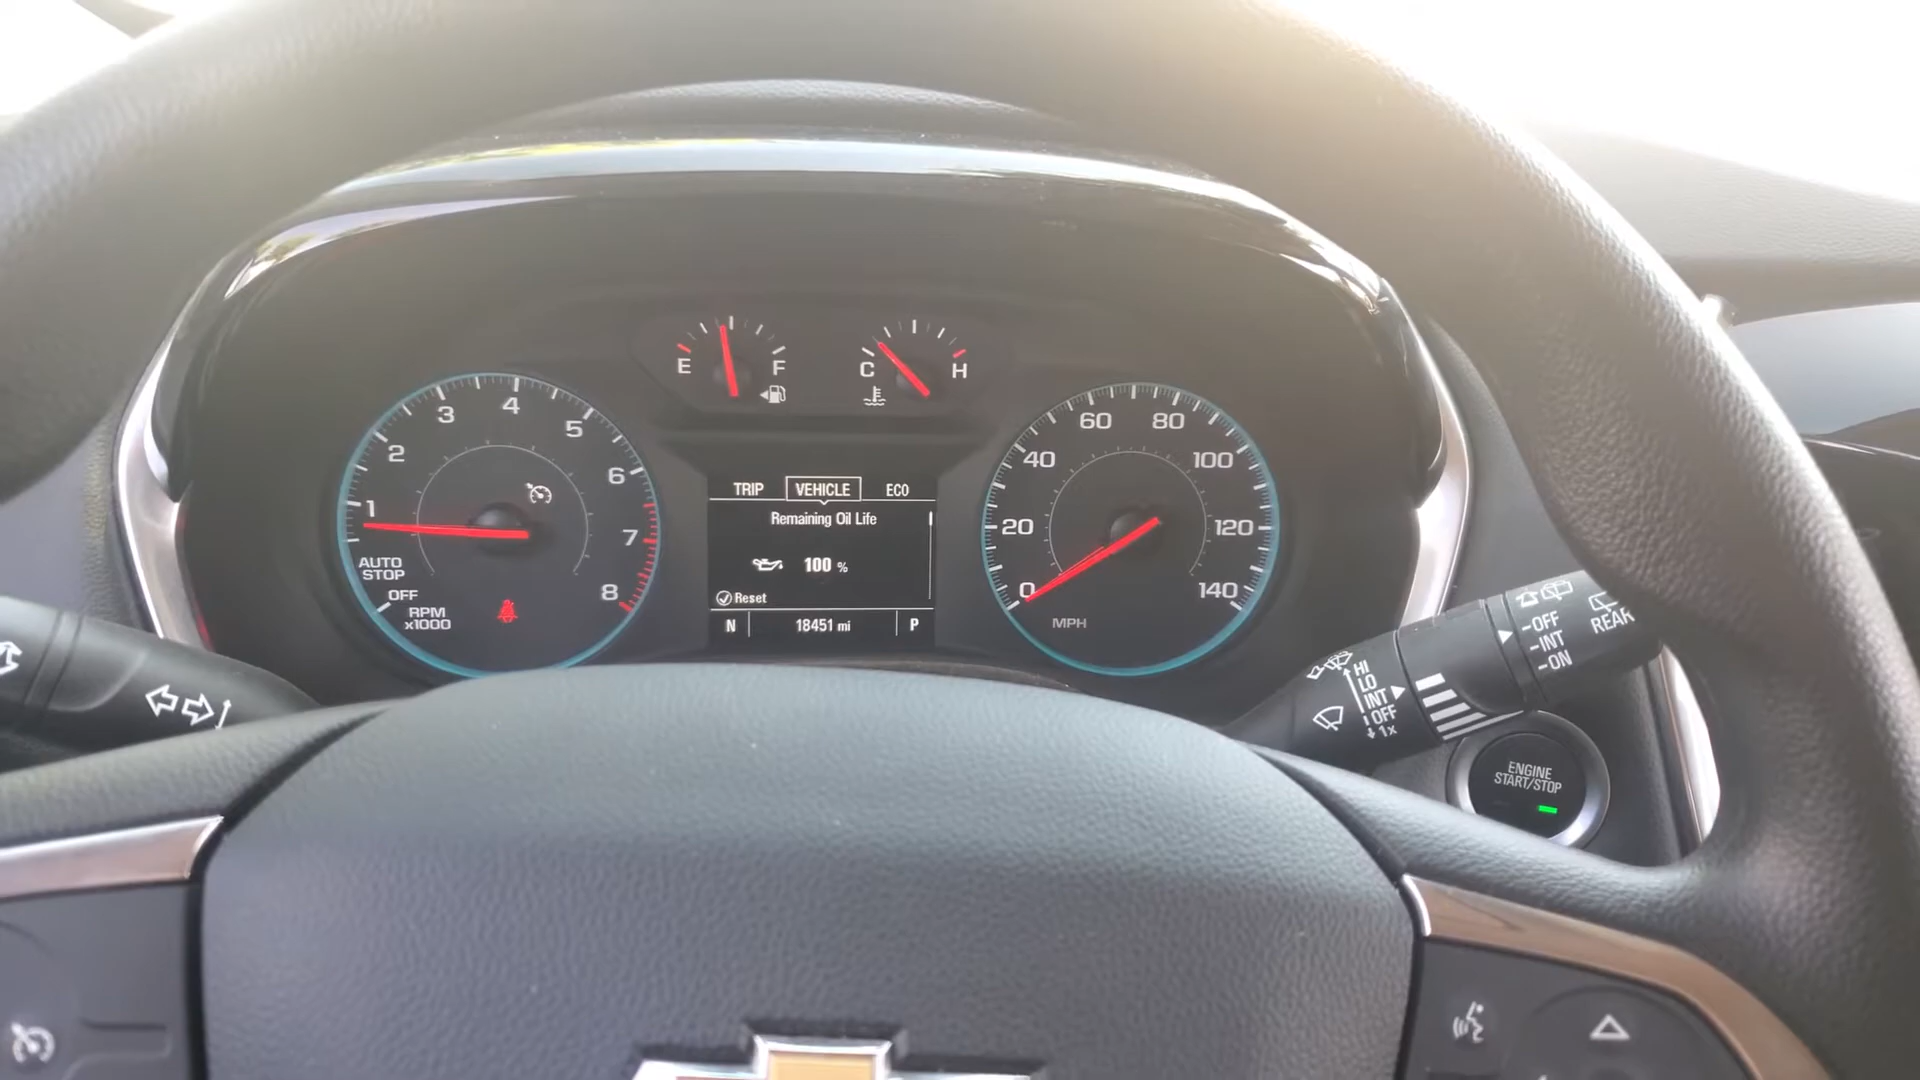 E F
C H
1 2 3 4 5 6 7 8
AUTO
STOP
OFF
RPM
x1000
TRIP VEHICLE ECO
Remaining Oil Life
100 %
Reset
N 18451 mi P
0 20 40 60 80 100 120 140
MPH
HI
LO
INT
OFF
1x
-OFF
-INT
-ON
REAR
ENGINE
START/STOP